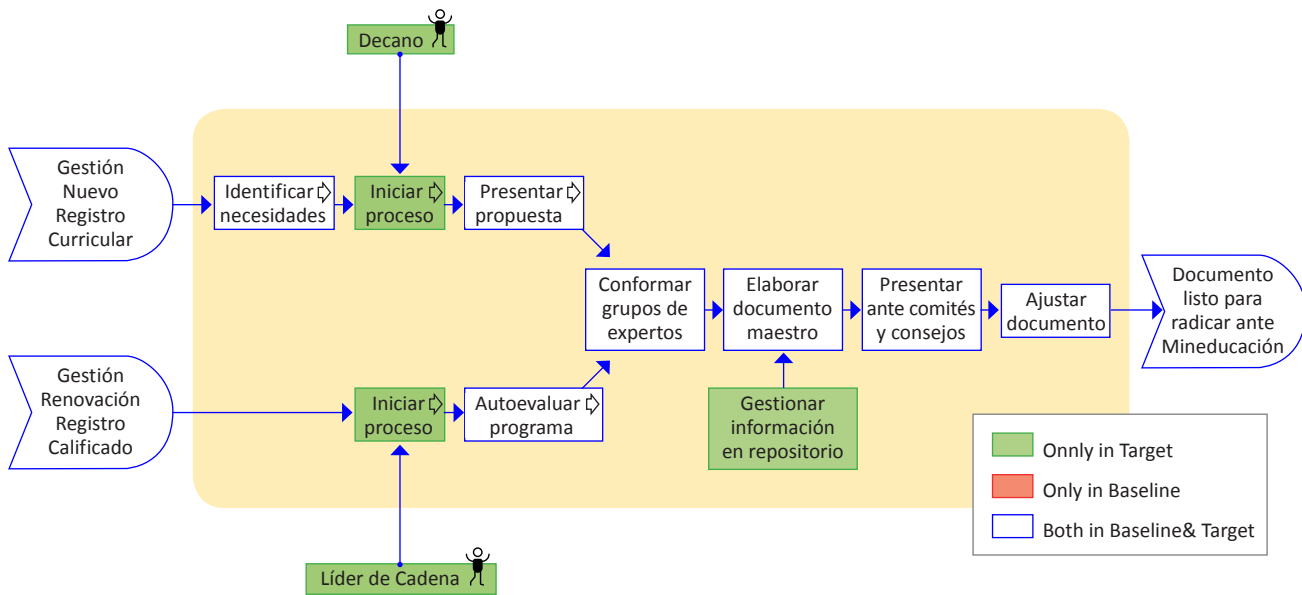 Decano
Gestión
Nuevo
Registro
Curricular
Identificar
necesidades
Iniciar
proceso
Presentar
propuesta
Conformar
grupos de
expertos
Elaborar
documento
maestro
Presentar
ante comités
y consejos
Ajustar
documento
Documento
listo para
radicar ante
Mineducación
Gestión
Renovación
Registro
Calificado
Iniciar
proceso
Autoevaluar
programa
Gestionar
información
en repositorio
Líder de Cadena
Onnly in Target
Only in Baseline
Both in Baseline& Target